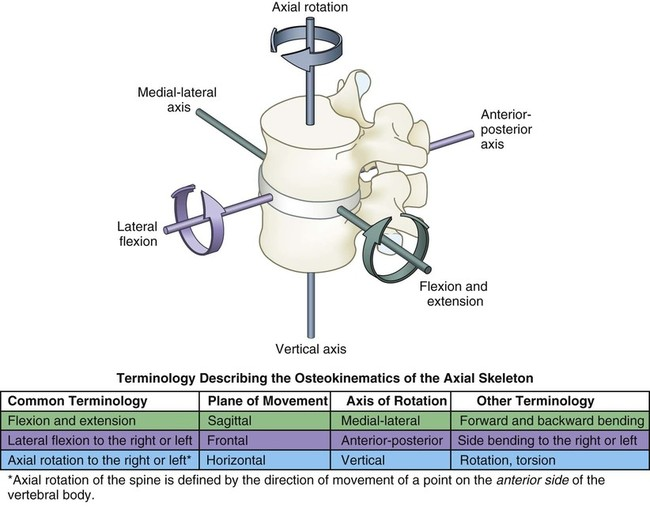 Axial rotation
Medial-lateral
axis
Anterior-
posterior
axis
Lateral
flexion
Flexion and
extension
Vertical axis
Terminology Describing the Osteokinematics of the Axial Skeleton
Common Terminology Plane of Movement Axis of Rotation Other Terminology
Flexion and extension Sagittal Medial-lateral Forward and backward bending
Lateral flexion to the right or left Frontal Anterior-posterior Side bending to the right or left
Axial rotation to the right or left* Horizontal Vertical Rotation, torsion
*Axial rotation of the spine is defined by the direction of movement of a point on the anterior side of the
vertebral body.